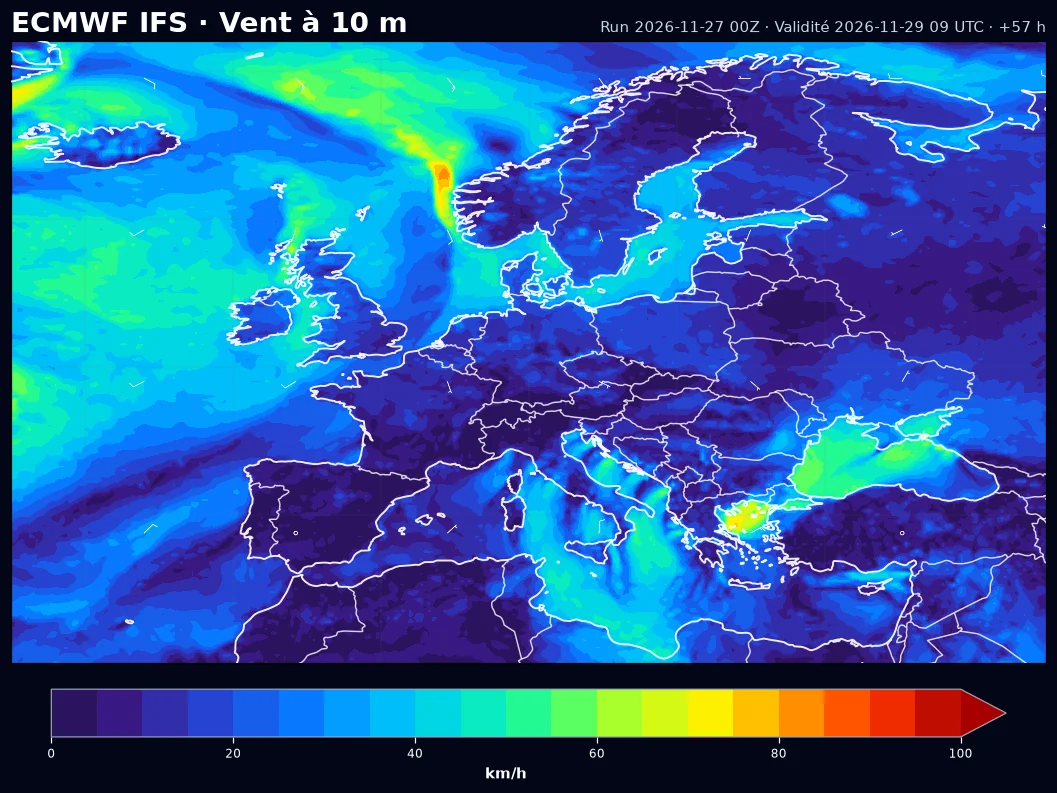 ECMWF IFS · Vent à 10 m
Run 2026-11-27 00Z · Validité 2026-11-29 09 UTC · +57 h
0 20 40 60 80 100
km/h